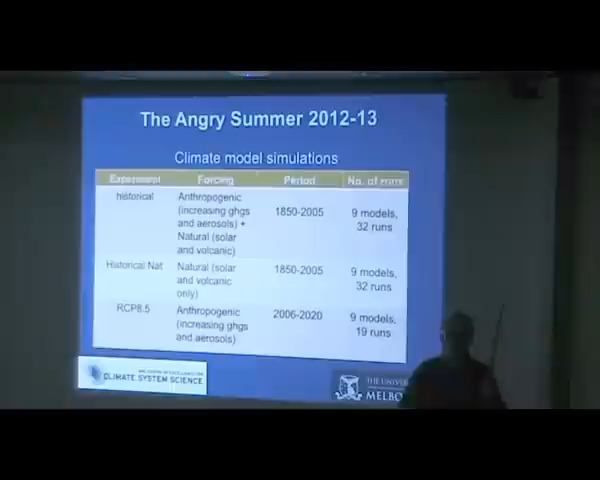 The Angry Summer 2012-13
Climate model simulations
Experiment Forcing Period No. of runs
historical Anthropogenic (increasing ghgs and aerosols) + Natural (solar and volcanic) 1850-2005 9 models, 32 runs
Historical Nat Natural (solar and volcanic only) 1850-2005 9 models, 32 runs
RCP8.5 Anthropogenic (increasing ghgs and aerosols) 2006-2020 9 models, 19 runs
CLIMATE SYSTEM SCIENCE
THE UNIVER
MELBO